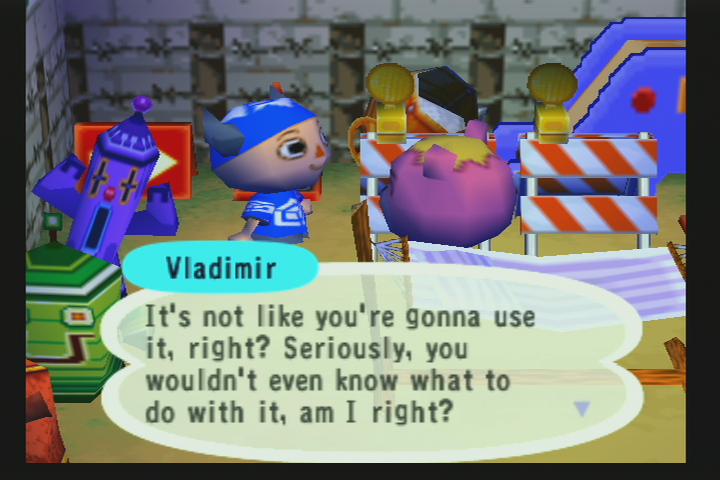 Vladimir
It's not like you're gonna use
it, right? Seriously, you
wouldn't even know what to
do with it, am I right?